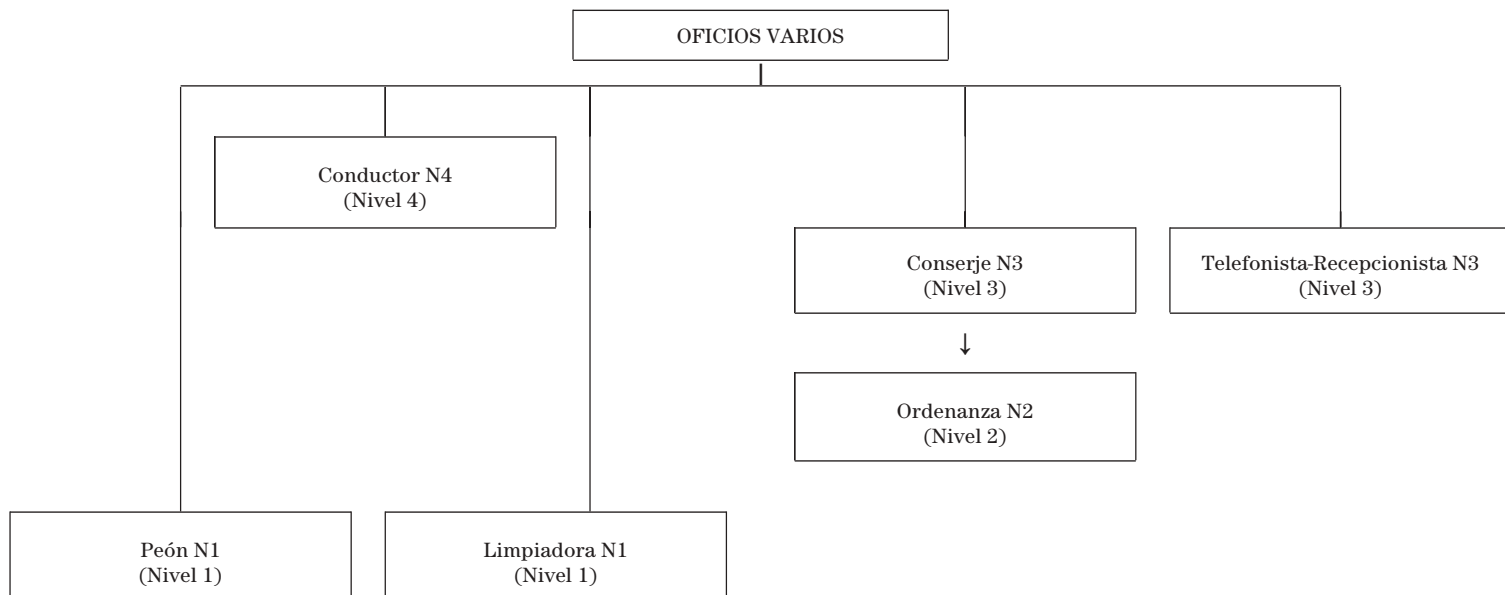 OFICIOS VARIOS
Conductor N4
(Nivel 4)
Conserje N3
(Nivel 3)
Telefonista-Recepcionista N3
(Nivel 3)
↓
Ordenanza N2
(Nivel 2)
Peón N1
(Nivel 1)
Limpiadora N1
(Nivel 1)